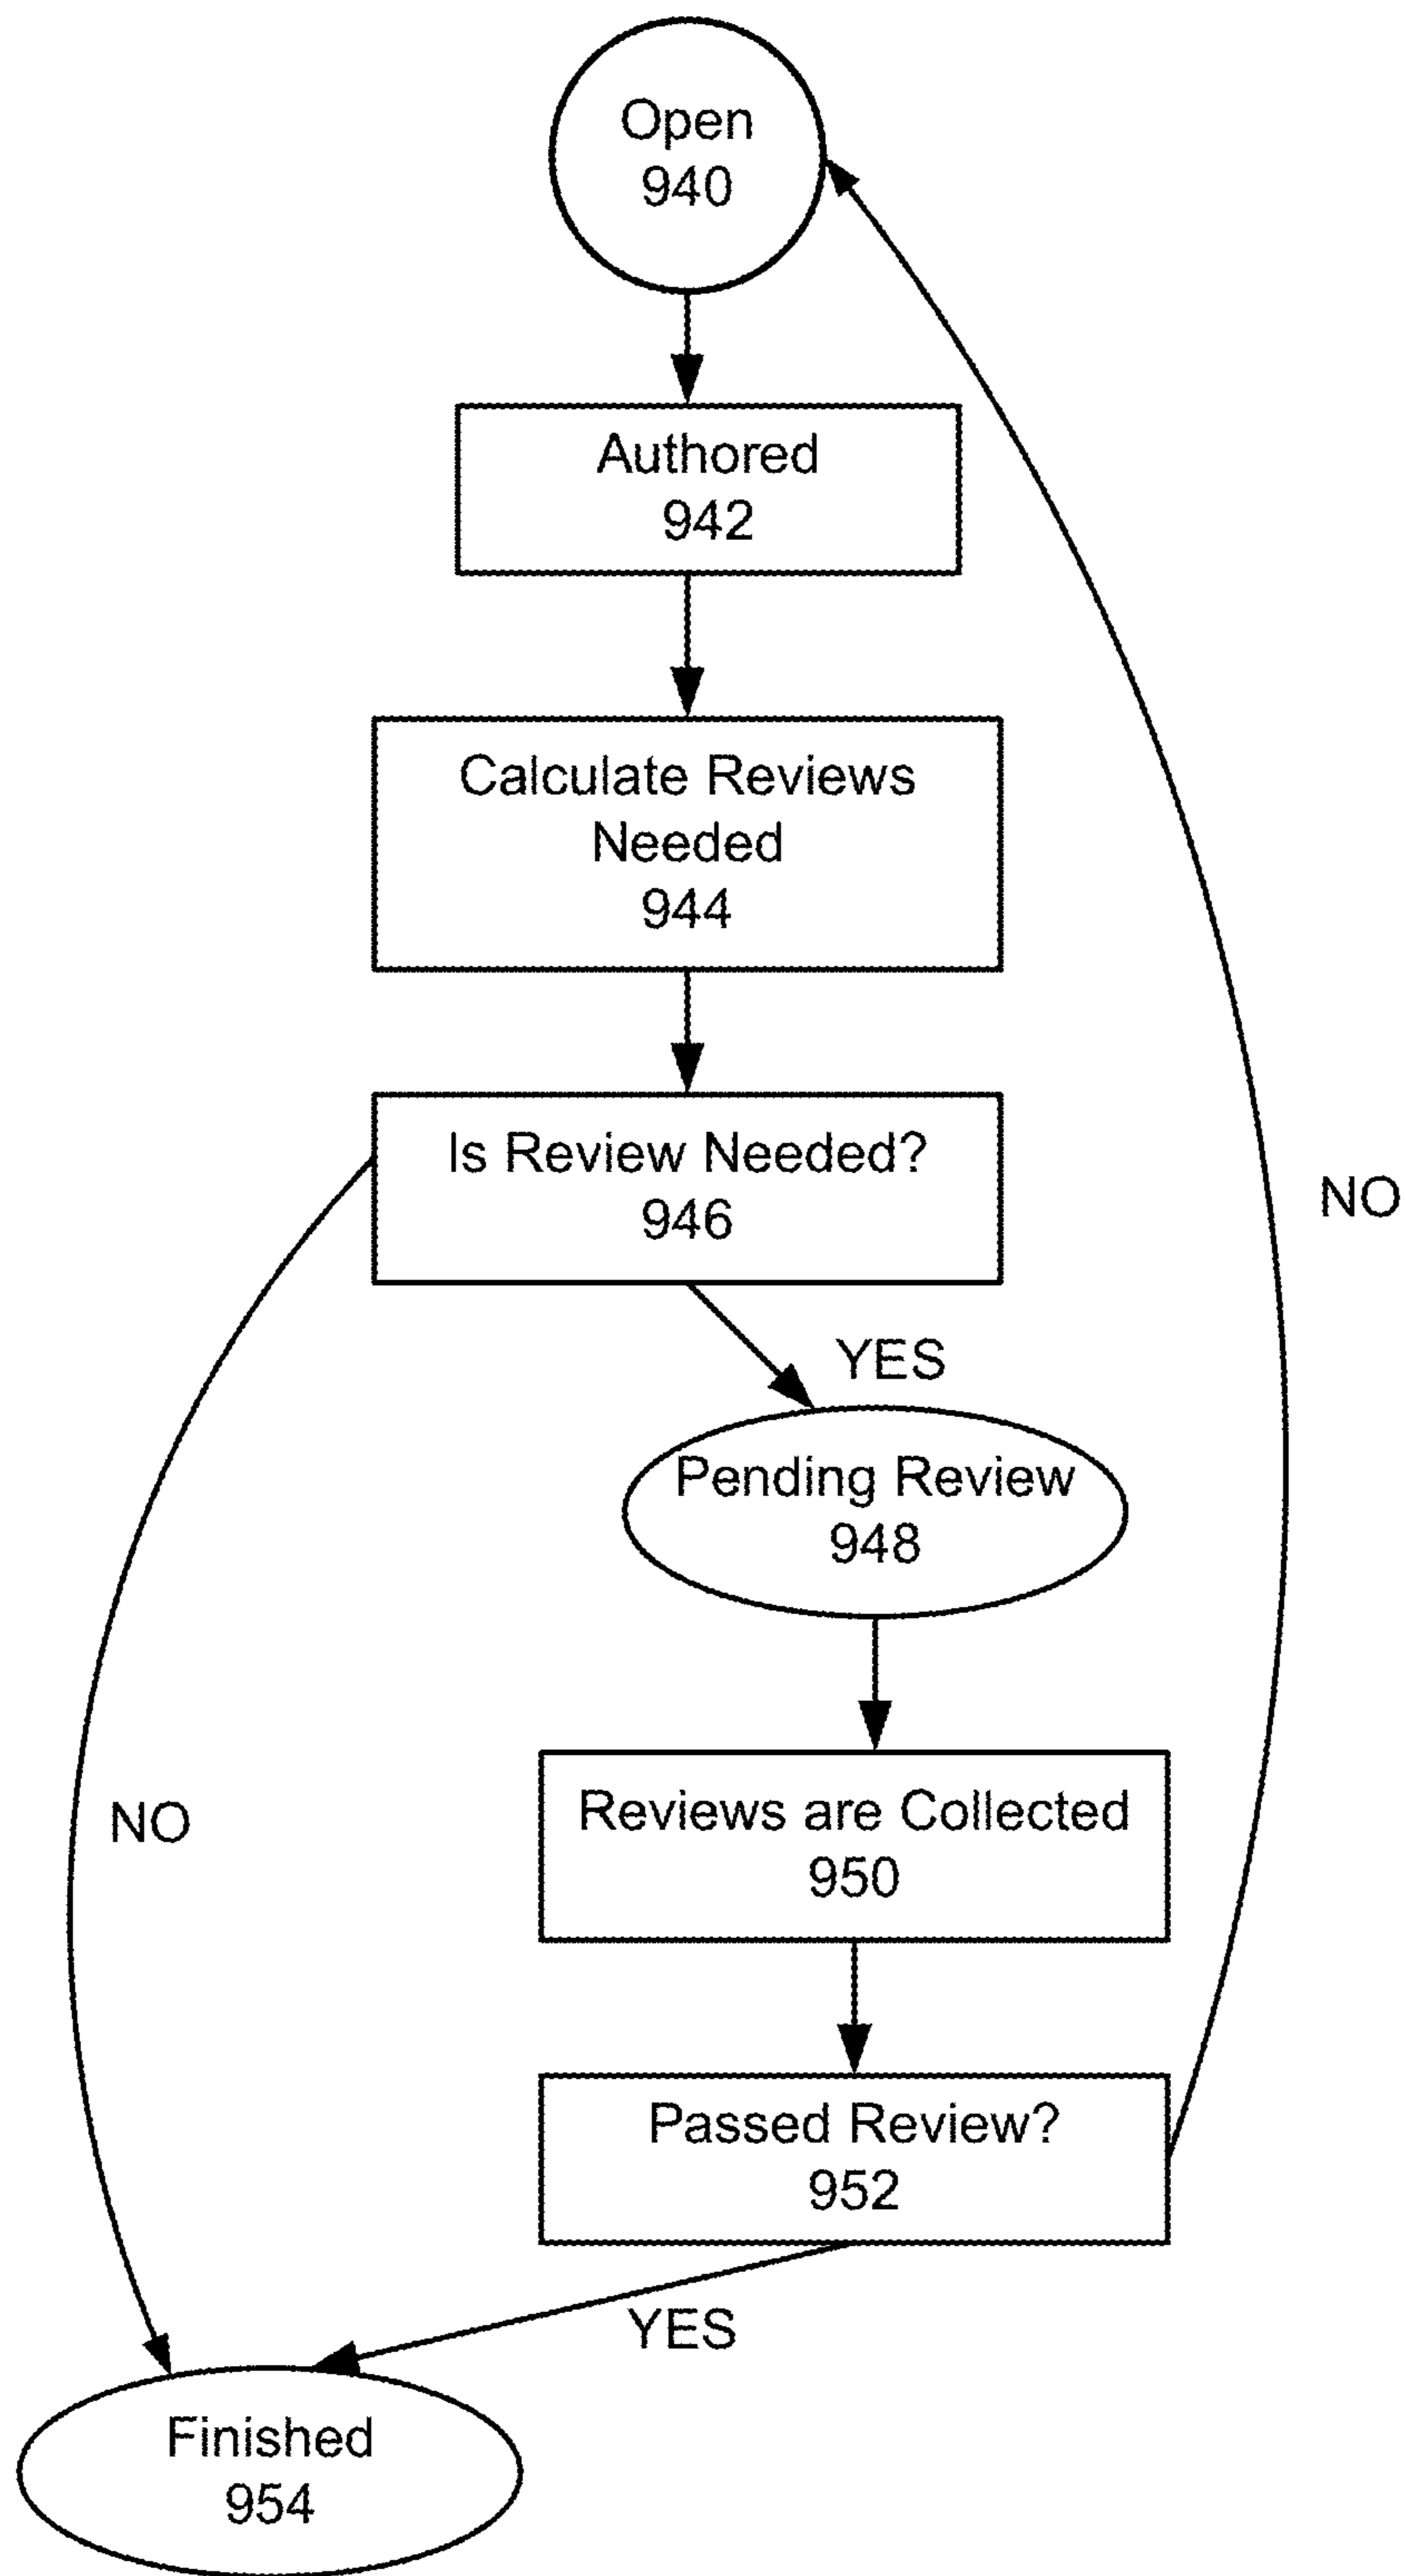 Open
940
Authored
942
Calculate Reviews
Needed
944
Is Review Needed?
946
NO
YES
Pending Review
948
Reviews are Collected
950
NO
Passed Review?
952
YES
Finished
954